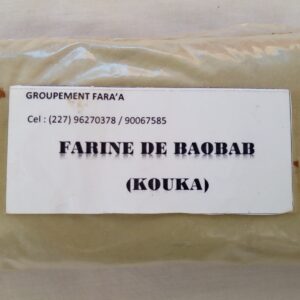 GROUPEMENT FARA'A
Cel : (227) 96270378 / 90067585
FARINE DE BAOBAB
(KOUKA)